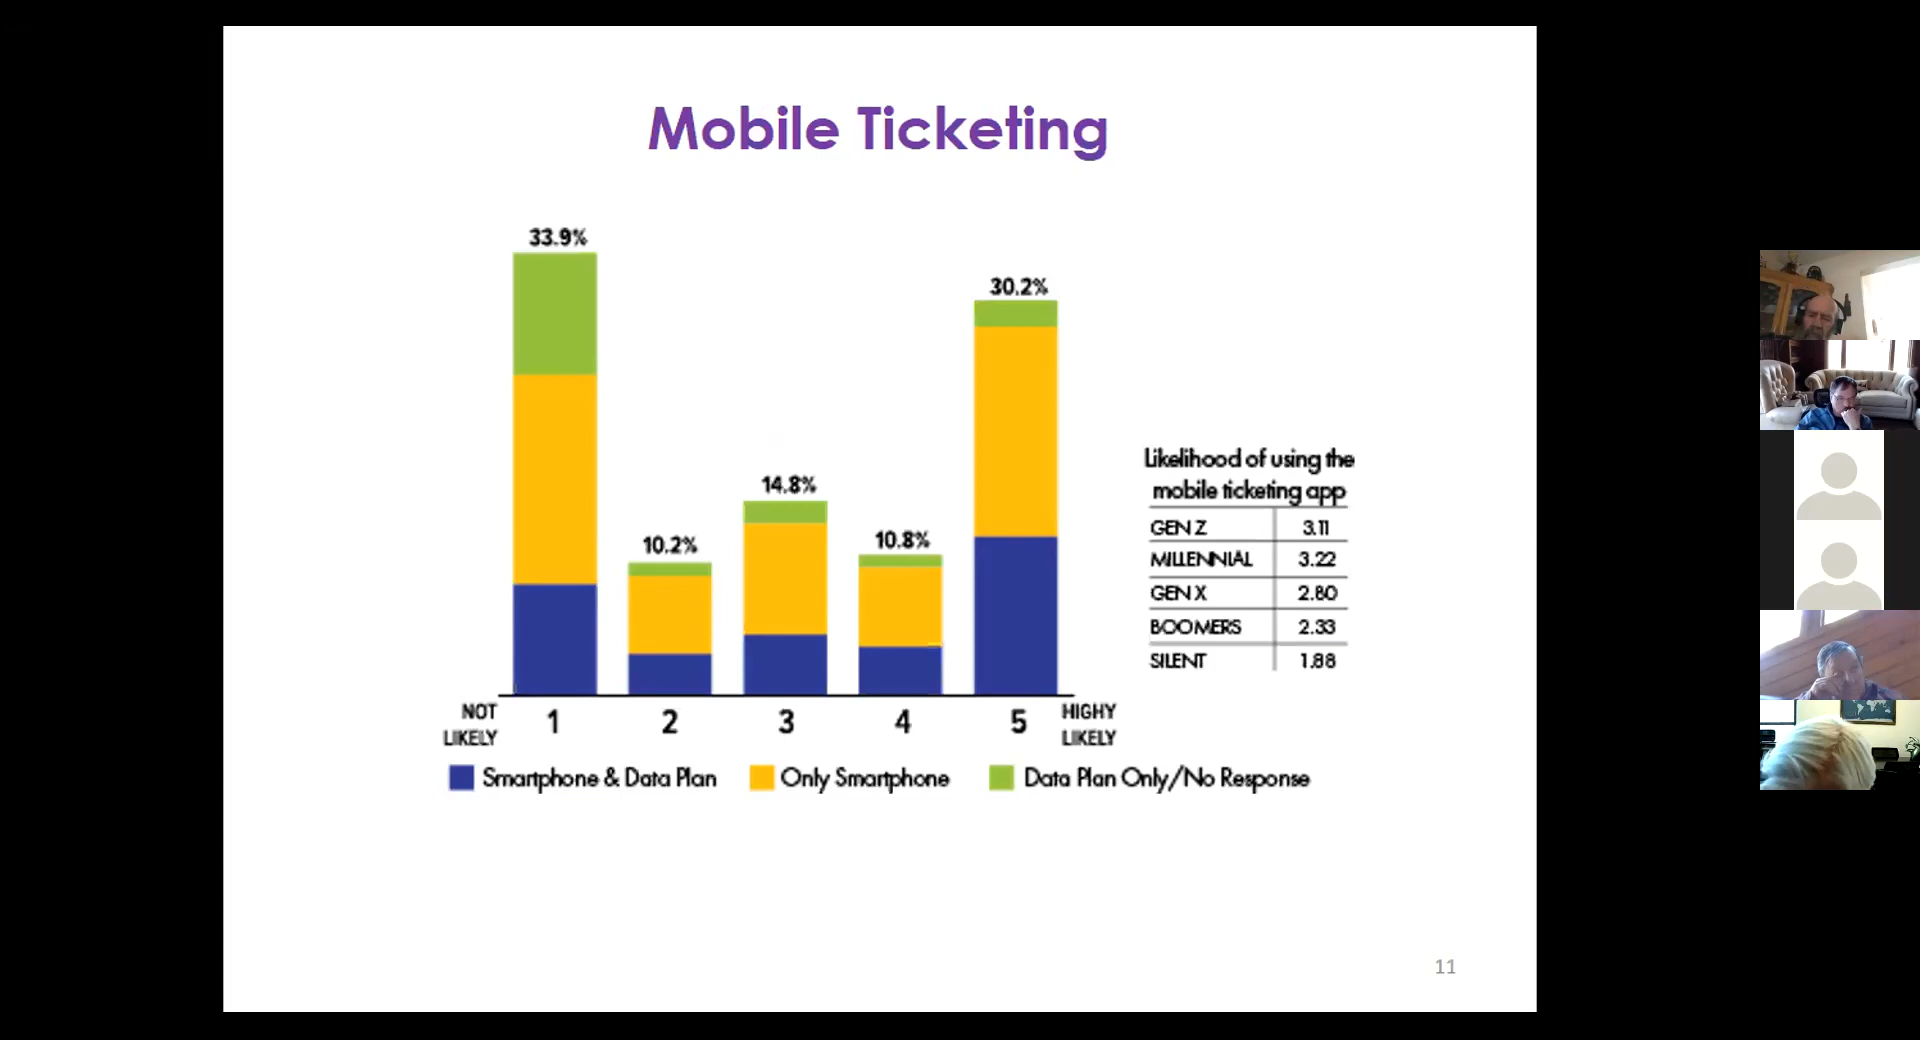 Mobile Ticketing
33.9%
10.2%
14.8%
10.8%
30.2%
NOT
LIKELY
1
2
3
4
5
HIGHY
LIKELY
Smartphone & Data Plan
Only Smartphone
Data Plan Only/No Response
Likelihood of using the
mobile ticketing app
GEN Z 3.11
MILLENNIAL 3.22
GEN X 2.80
BOOMERS 2.33
SILENT 1.88
11